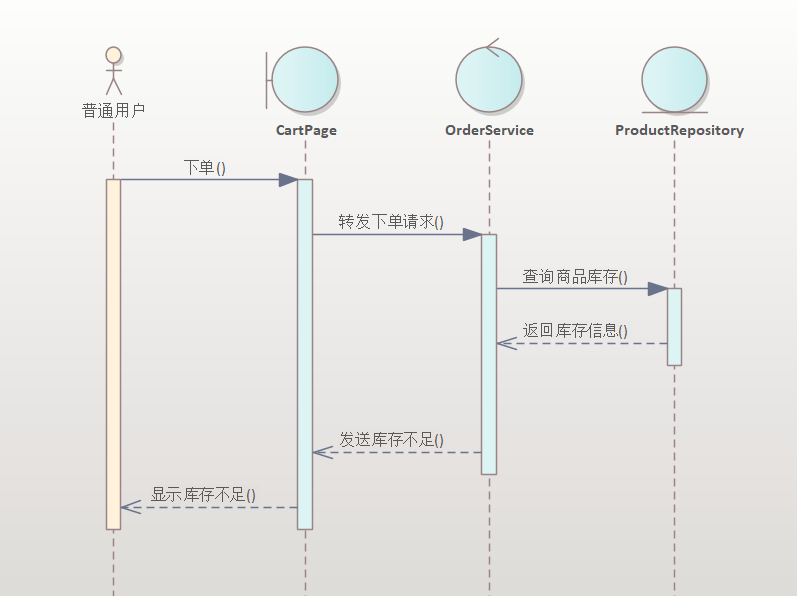 普通用户
CartPage
OrderService
ProductRepository
下单()
转发下单请求()
查询商品库存()
返回库存信息()
发送库存不足()
显示库存不足()